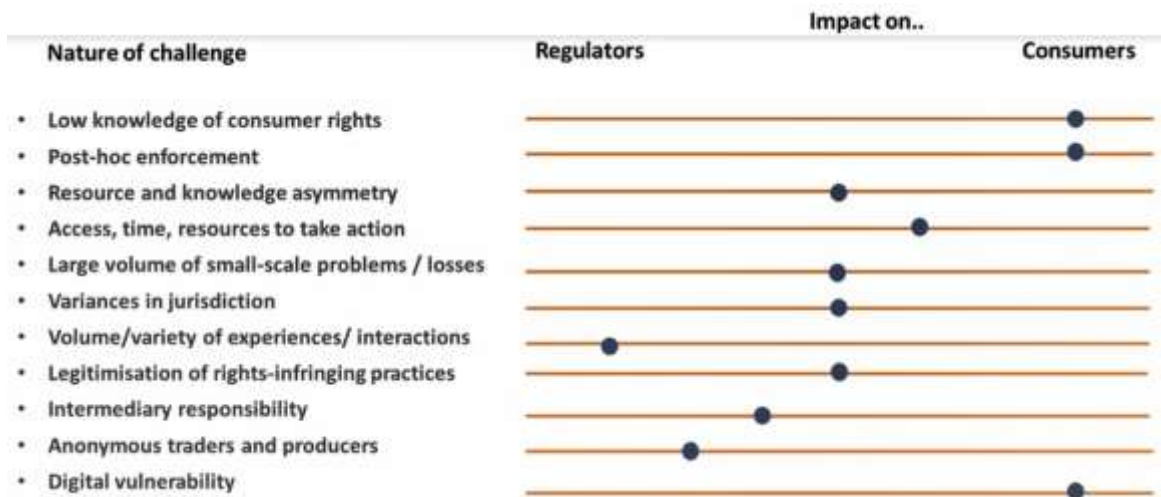 Impact on..
Nature of challenge Regulators Consumers
• Low knowledge of consumer rights
• Post-hoc enforcement
• Resource and knowledge asymmetry
• Access, time, resources to take action
• Large volume of small-scale problems / losses
• Variances in jurisdiction
• Volume/variety of experiences/ interactions
• Legitimisation of rights-infringing practices
• Intermediary responsibility
• Anonymous traders and producers
• Digital vulnerability